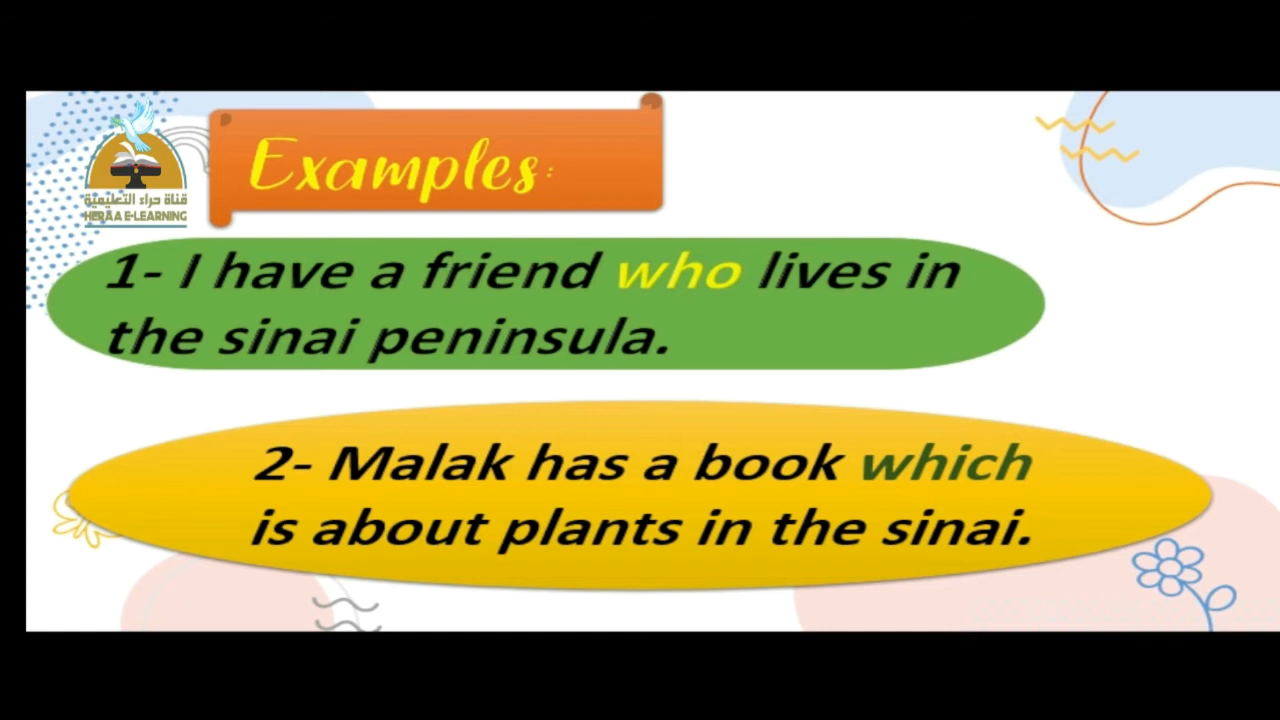 Examples:
قناة حراء التعليمية
HERAA E-LEARNING
1- I have a friend who lives in
the sinai peninsula.
2- Malak has a book which
is about plants in the sinai.